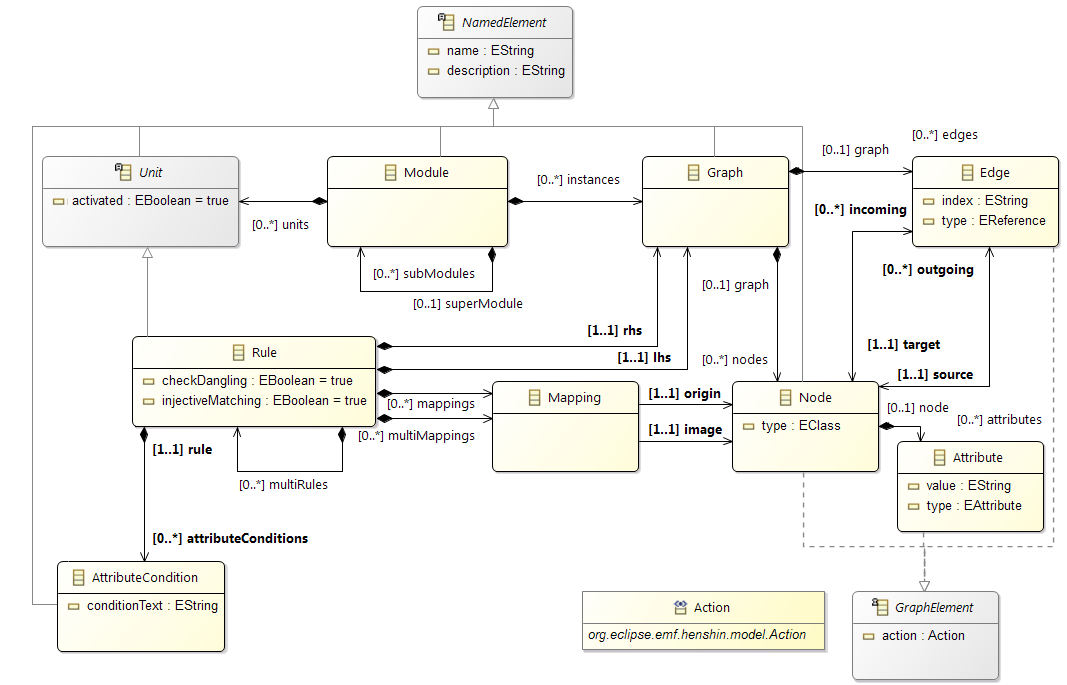 NamedElement
name : EString
description : EString
[0..*] edges
[0..1] graph
Unit
activated : EBoolean = true
Module
[0..*] instances
Graph
Edge
index : EString
type : EReference
[0..*] units
[0..*] incoming
[0..*] subModules
[0..1] superModule
[0..1] graph
[0..*] outgoing
[1..1] rhs
[1..1] lhs
[0..*] nodes
[1..1] target
[1..1] source
Rule
checkDangling : EBoolean = true
injectiveMatching : EBoolean = true
[0..*] mappings
[0..*] multiMappings
Mapping
[1..1] origin
[1..1] image
Node
type : EClass
[0..1] node
[0..*] attributes
[1..1] rule
[0..*] multiRules
Attribute
value : EString
type : EAttribute
[0..*] attributeConditions
AttributeCondition
conditionText : EString
Action
org.eclipse.emf.henshin.model.Action
GraphElement
action : Action